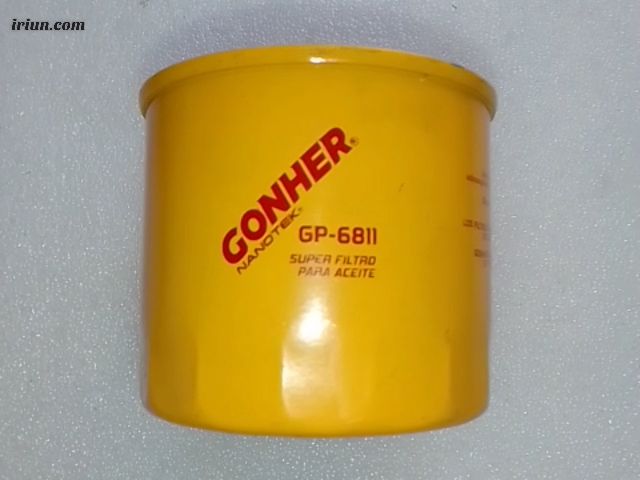 iriun.com
GONHER®
NANOTEK®
GP-6811
SUPER FILTRO
PARA ACEITE